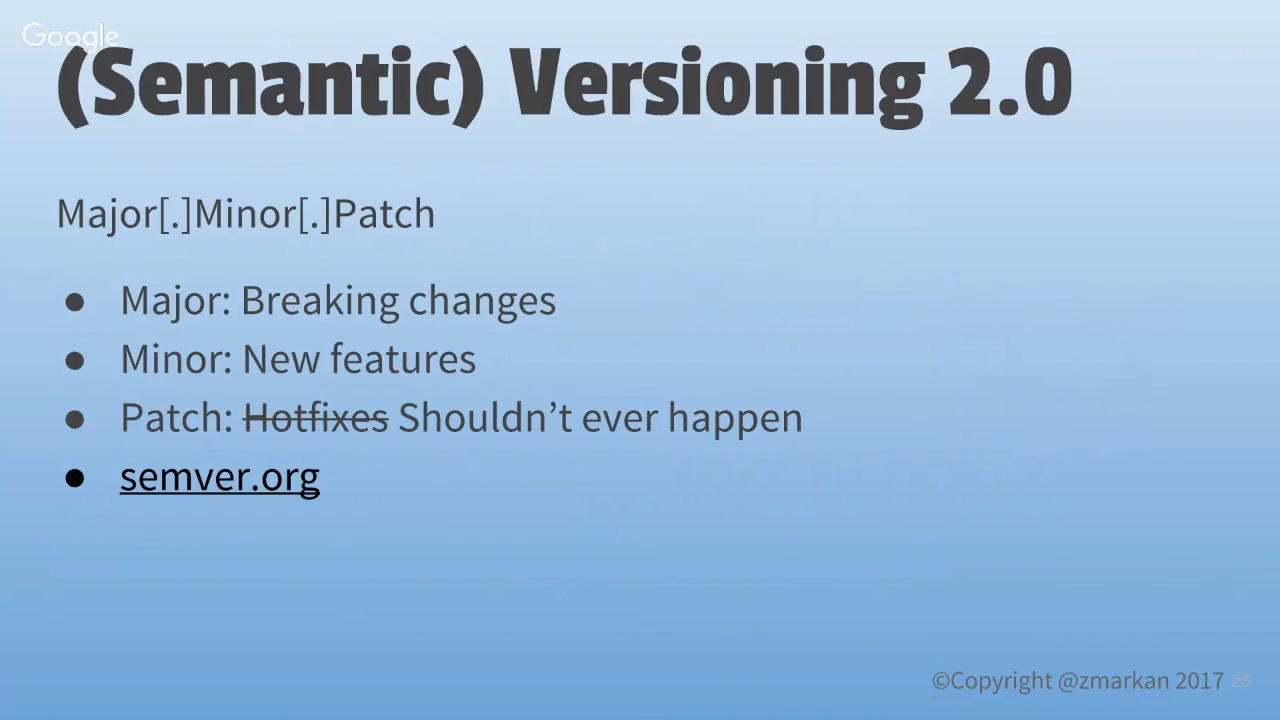 Google
(Semantic) Versioning 2.0
Major[.]Minor[.]Patch
● Major: Breaking changes
● Minor: New features
● Patch: Hotfixes Shouldn’t ever happen
● semver.org
©Copyright @zmarkan 2017 25